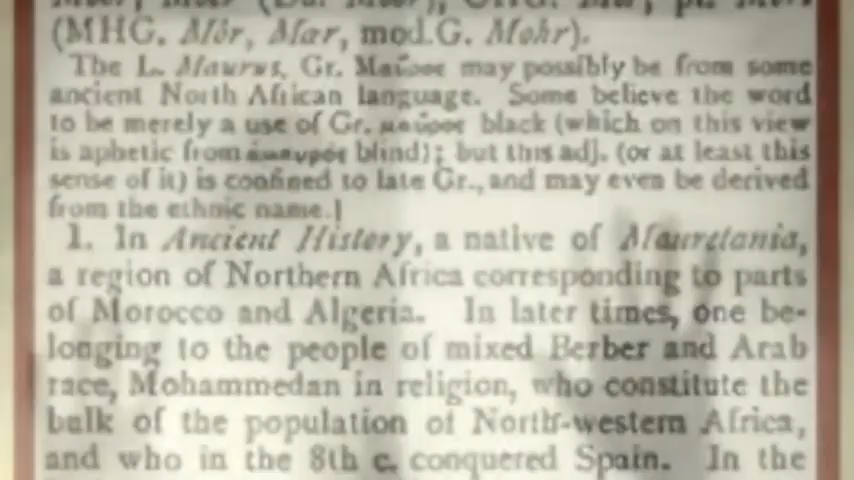 (MHG. Môr, Mœr, mod.G. Mohr).
The L. Maurus, Gr. Μαῦρος may possibly be from some
ancient North African language. Some believe the word
to be merely a use of Gr. μαῦρος black (which on this view
is aphetic from blind); but this adj. (or at least this
sense of it) is confined to late Gr., and may even be derived
from the ethnic name.]
1. In Ancient History, a native of Mauretania,
a region of Northern Africa corresponding to parts
of Morocco and Algeria. In later times, one be-
longing to the people of mixed Berber and Arab
race, Mohammedan in religion, who constitute the
bulk of the population of North-western Africa,
and who in the 8th c. conquered Spain. In the